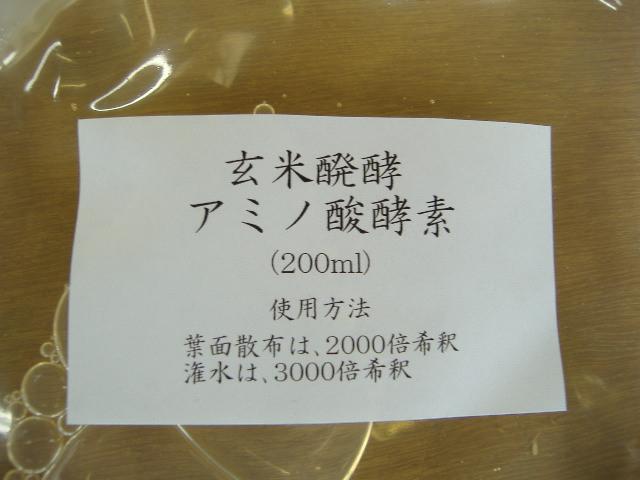 玄米醗酵
アミノ酸酵素
(200ml)
使用方法
葉面散布は、2000倍希釈
潅水は、3000倍希釈